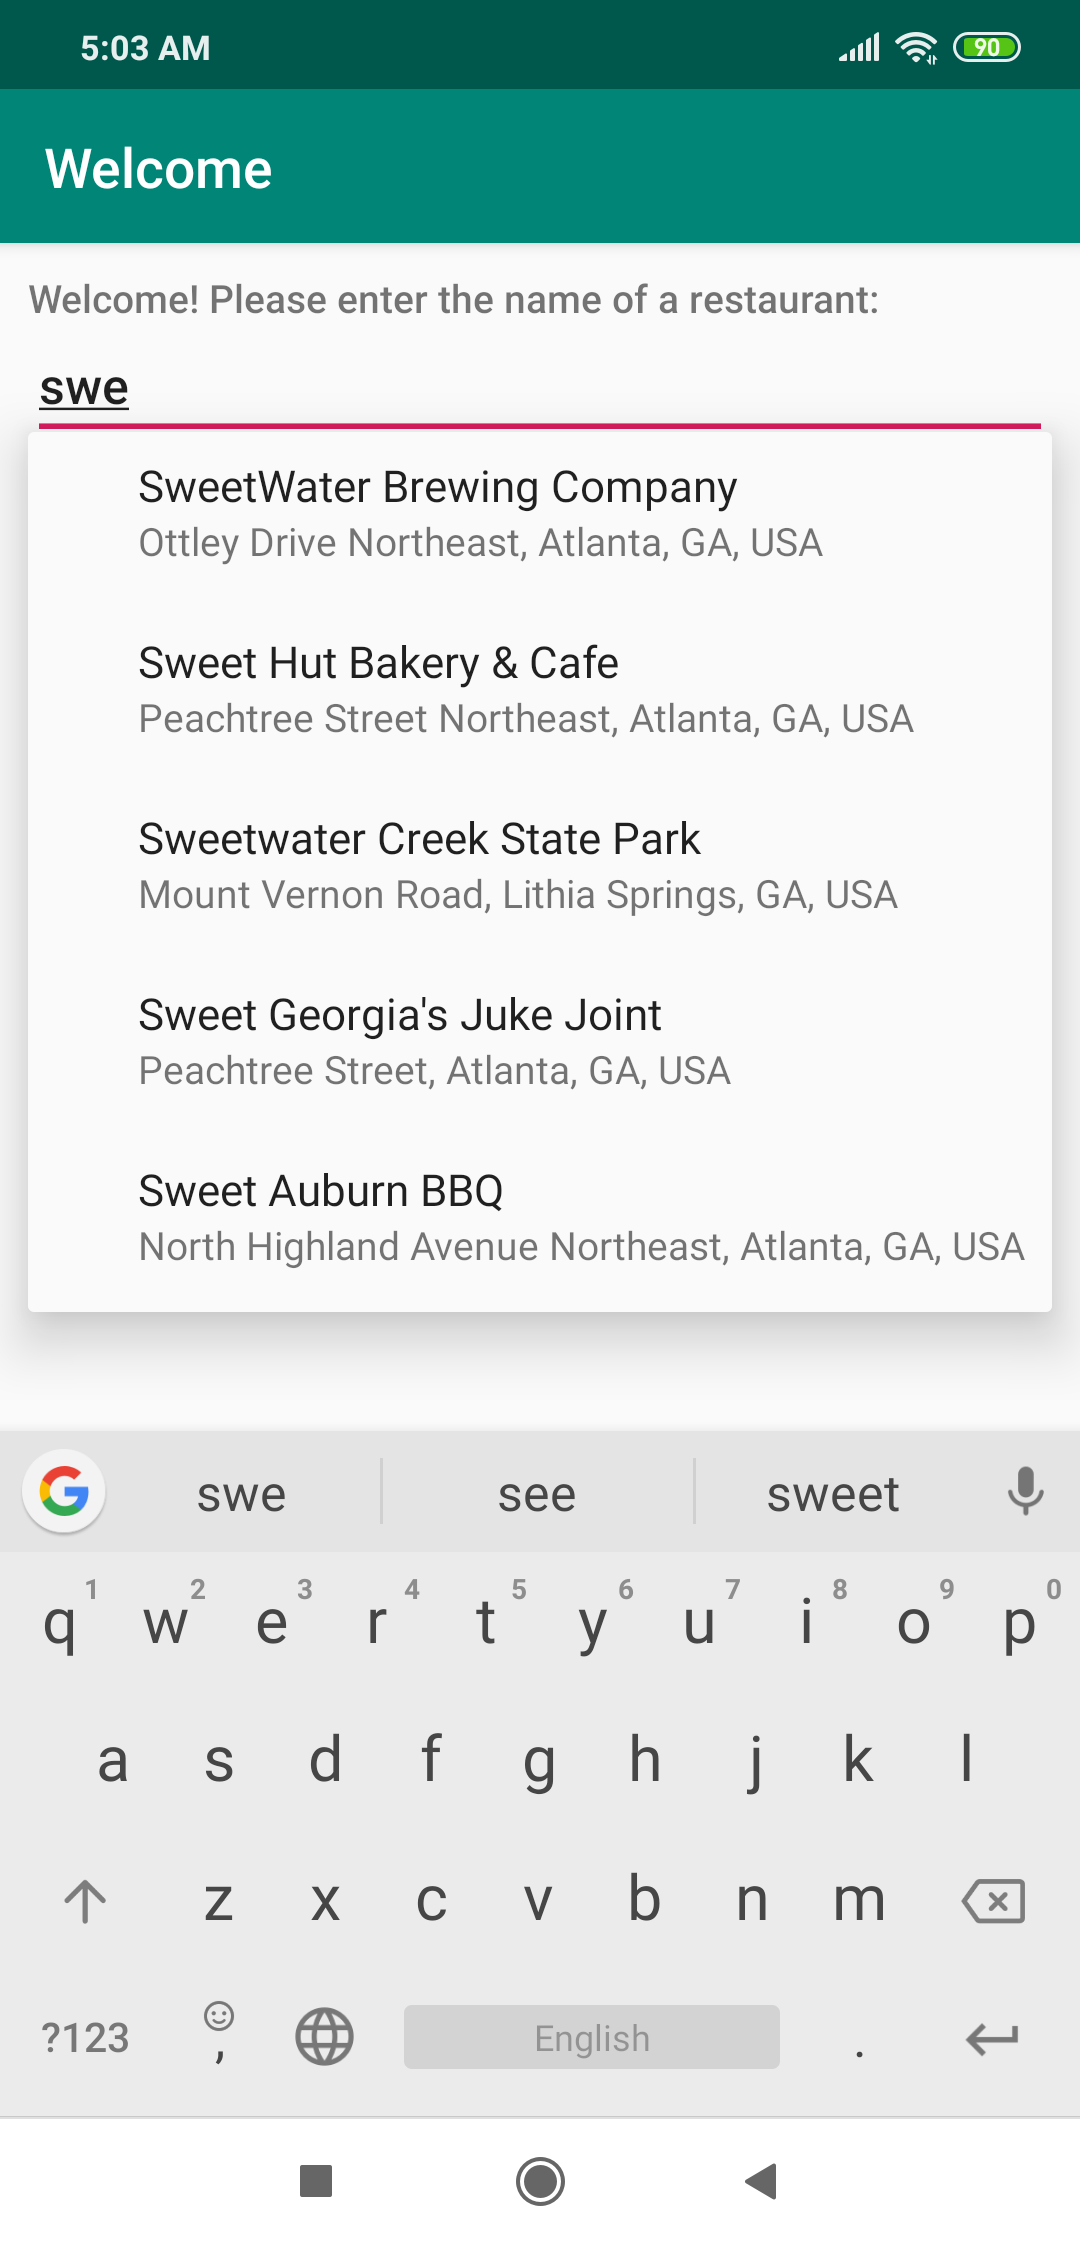 5:03 AM
90
Welcome
Welcome! Please enter the name of a restaurant:
swe
SweetWater Brewing Company
Ottley Drive Northeast, Atlanta, GA, USA
Sweet Hut Bakery & Cafe
Peachtree Street Northeast, Atlanta, GA, USA
Sweetwater Creek State Park
Mount Vernon Road, Lithia Springs, GA, USA
Sweet Georgia's Juke Joint
Peachtree Street, Atlanta, GA, USA
Sweet Auburn BBQ
North Highland Avenue Northeast, Atlanta, GA, USA
G swe see sweet
1 2 3 4 5 6 7 8 9 0
q w e r t y u i o p
a s d f g h j k l
z x c v b n m
?123 , English .